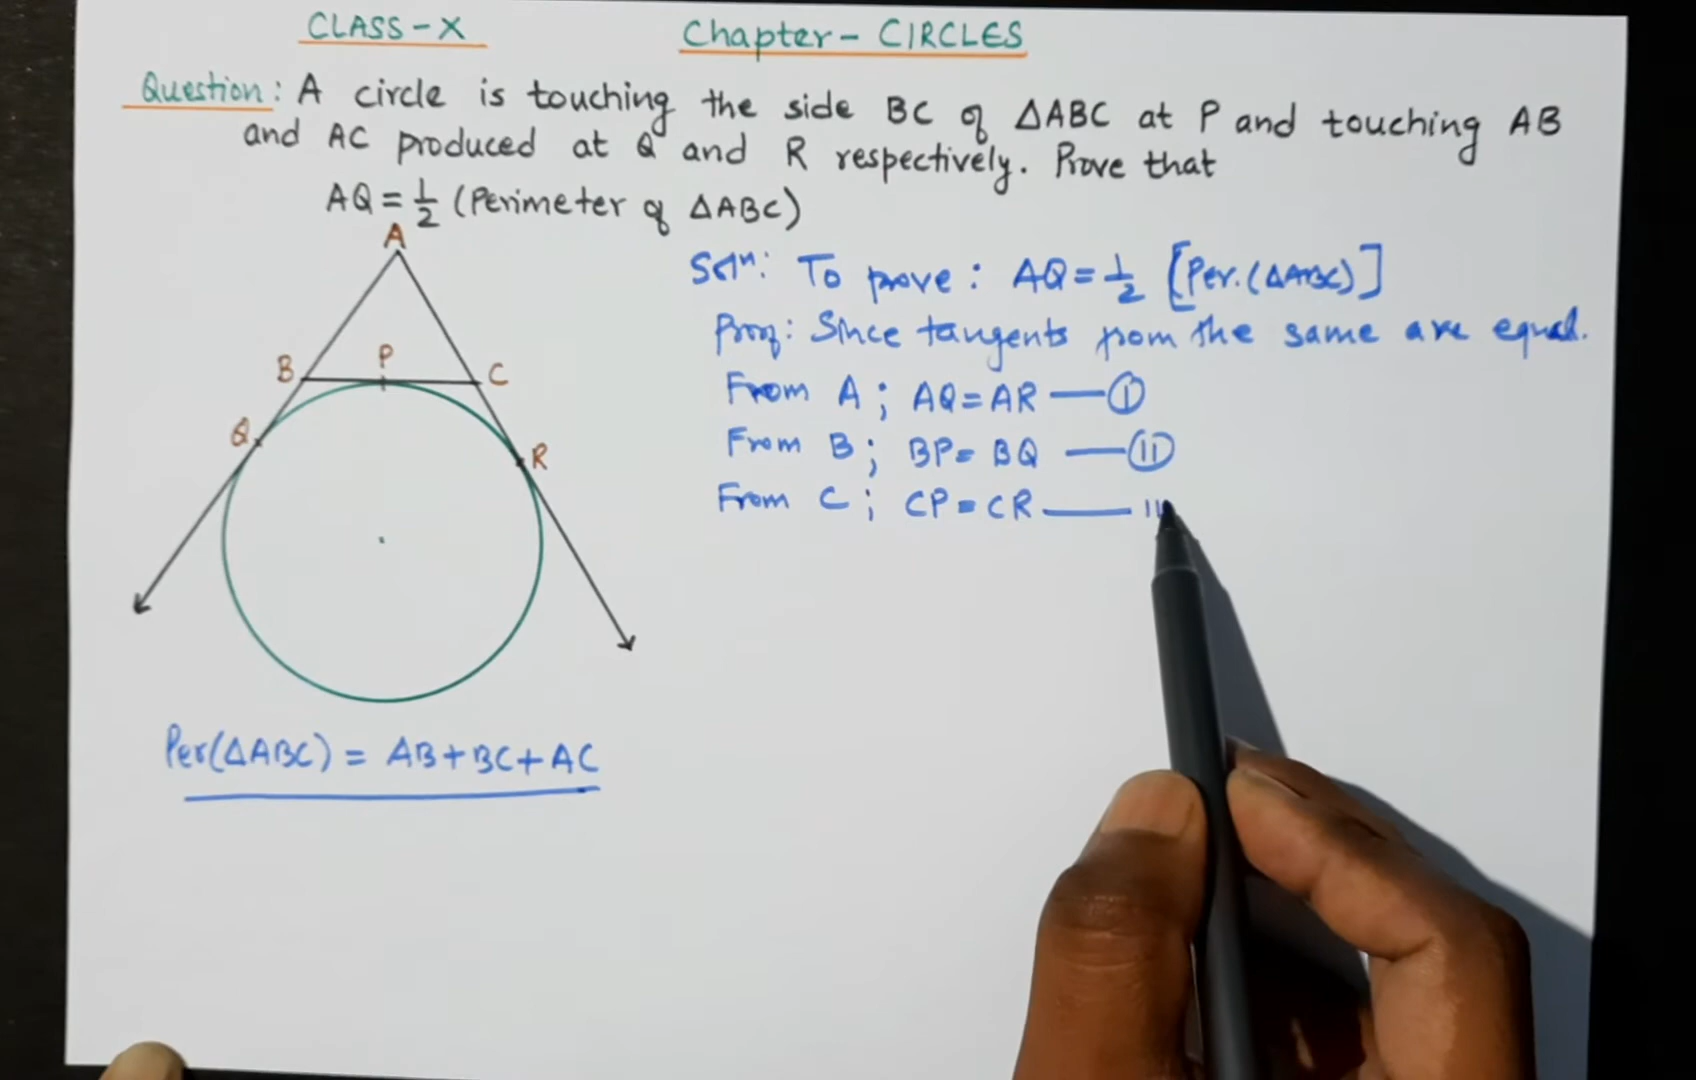 CLASS-X
Chapter- CIRCLES
Question: A circle is touching the side BC of ΔABC at P and touching AB
and AC produced at Q and R respectively. Prove that
AQ=1/2 (Perimeter of ΔABC)
A
B
P
C
Q
R
Per(ΔABC) = AB+BC+AC
Solⁿ: To prove: AQ=1/2 [Per.(ΔABC)]
Proof: Since tangents from the same are equal.
From A; AQ=AR — (I)
From B; BP=BQ — (II)
From C; CP=CR — III